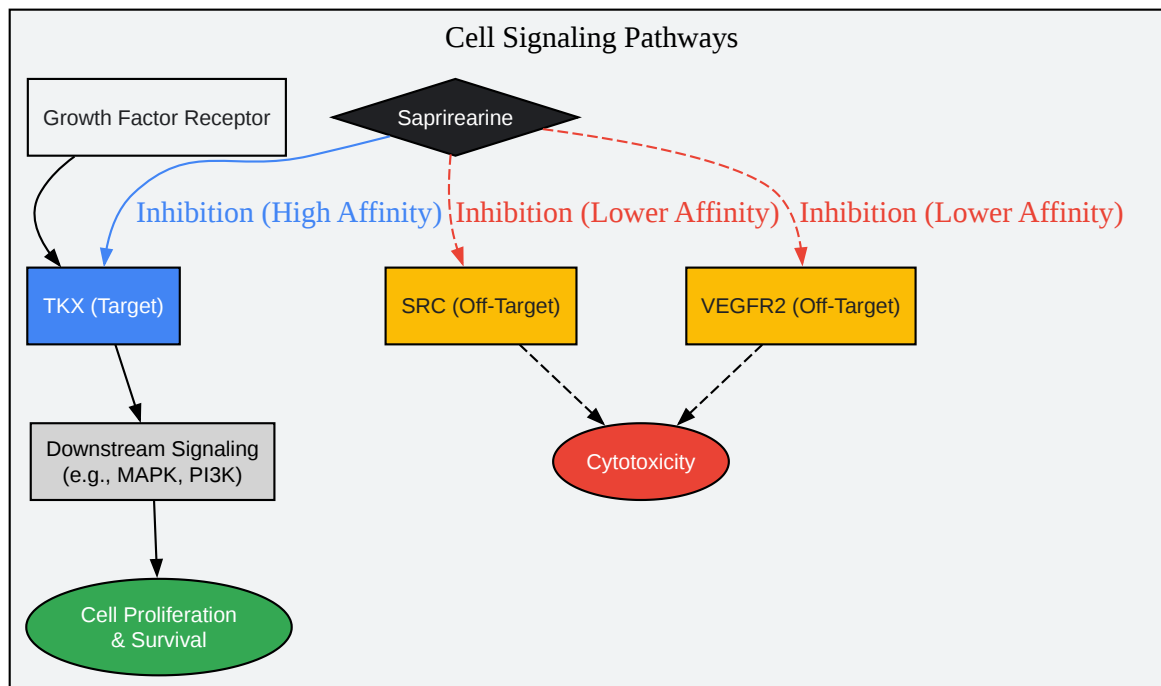 Cell Signaling Pathways
Growth Factor Receptor
Saprirearine
Inhibition (High Affinity)
Inhibition (Lower Affinity)
Inhibition (Lower Affinity)
TKX (Target)
SRC (Off-Target)
VEGFR2 (Off-Target)
Downstream Signaling
(e.g., MAPK, PI3K)
Cytotoxicity
Cell Proliferation
& Survival